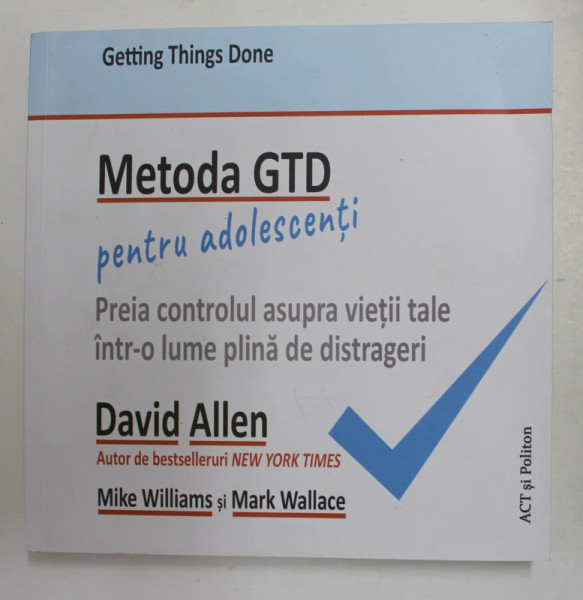 Getting Things Done
Metoda GTD
pentru adolescenți
Preia controlul asupra vieții tale
într-o lume plină de distrageri
David Allen
Autor de bestselleruri NEW YORK TIMES
Mike Williams și Mark Wallace
ACT și Politon